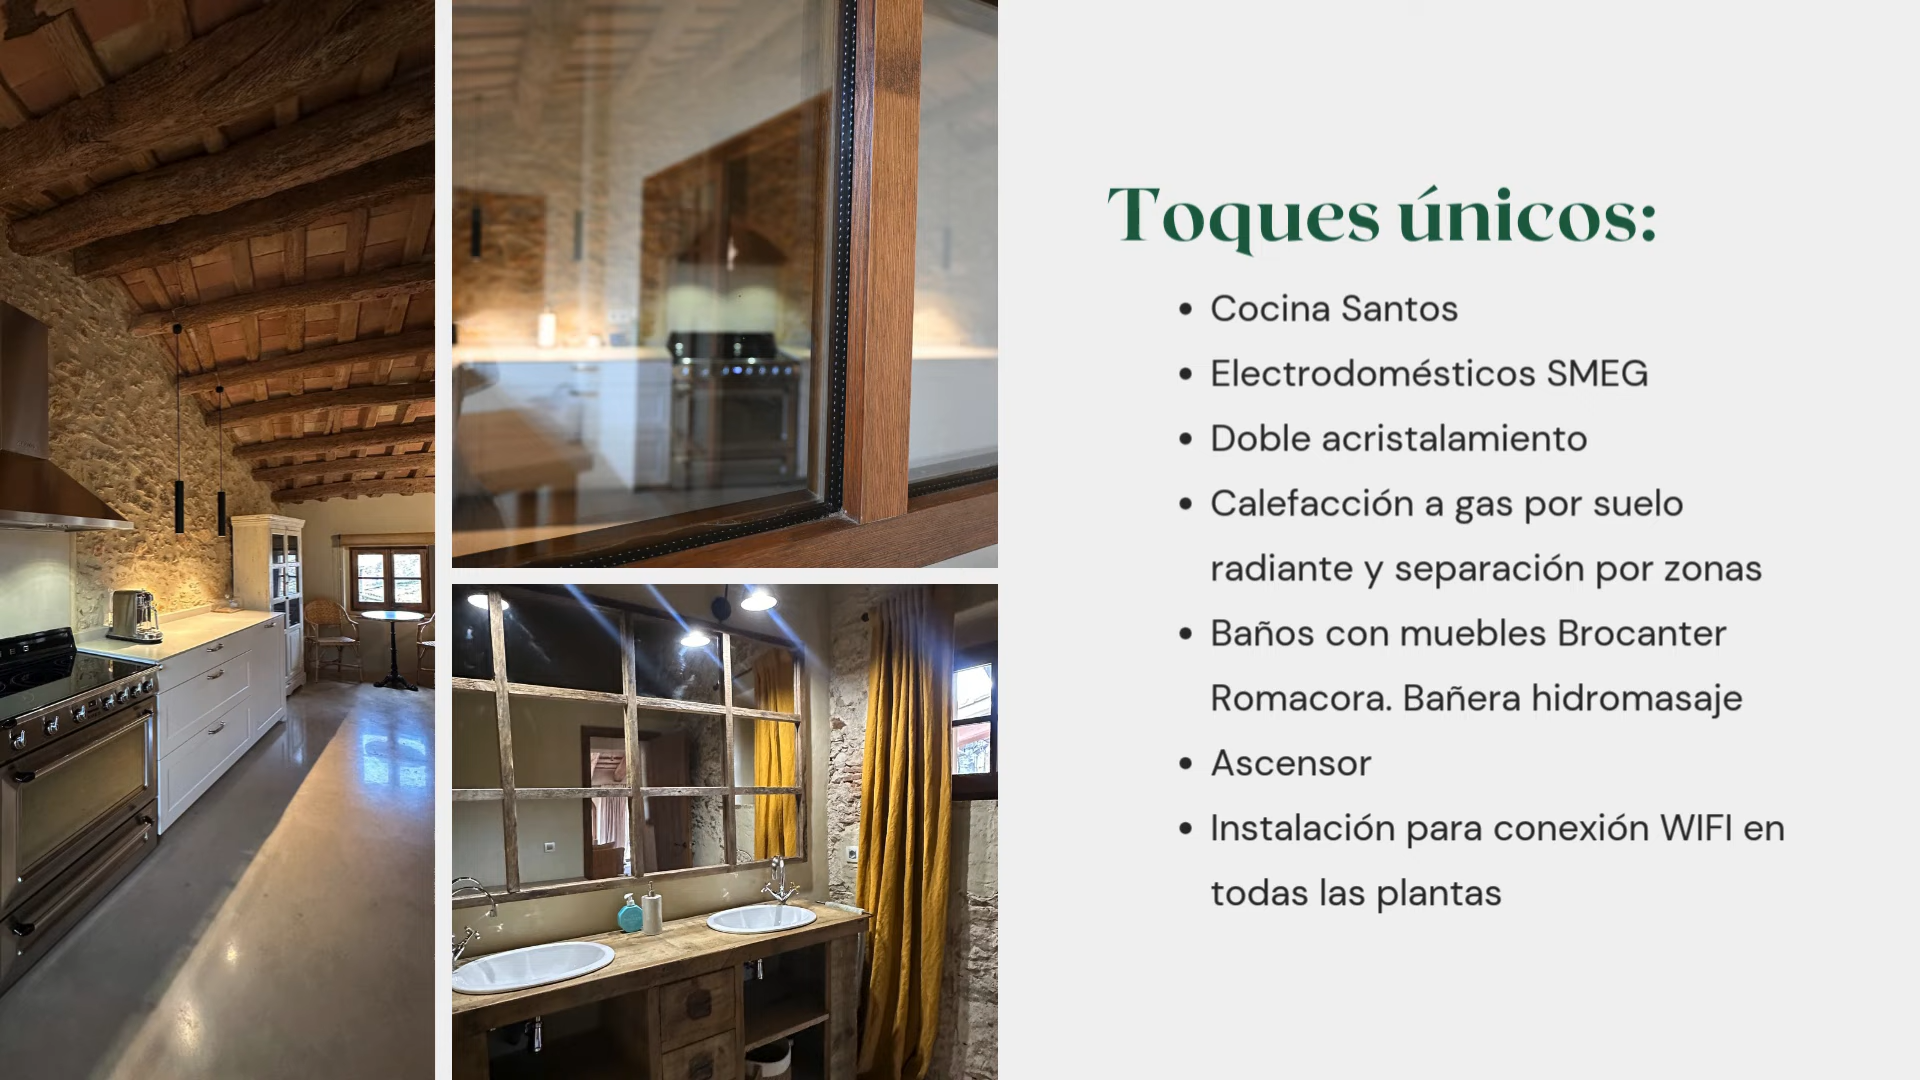 Toques únicos:
• Cocina Santos
• Electrodomésticos SMEG
• Doble acristalamiento
• Calefacción a gas por suelo
radiante y separación por zonas
• Baños con muebles Brocanter
Romacora. Bañera hidromasaje
• Ascensor
• Instalación para conexión WIFI en
todas las plantas